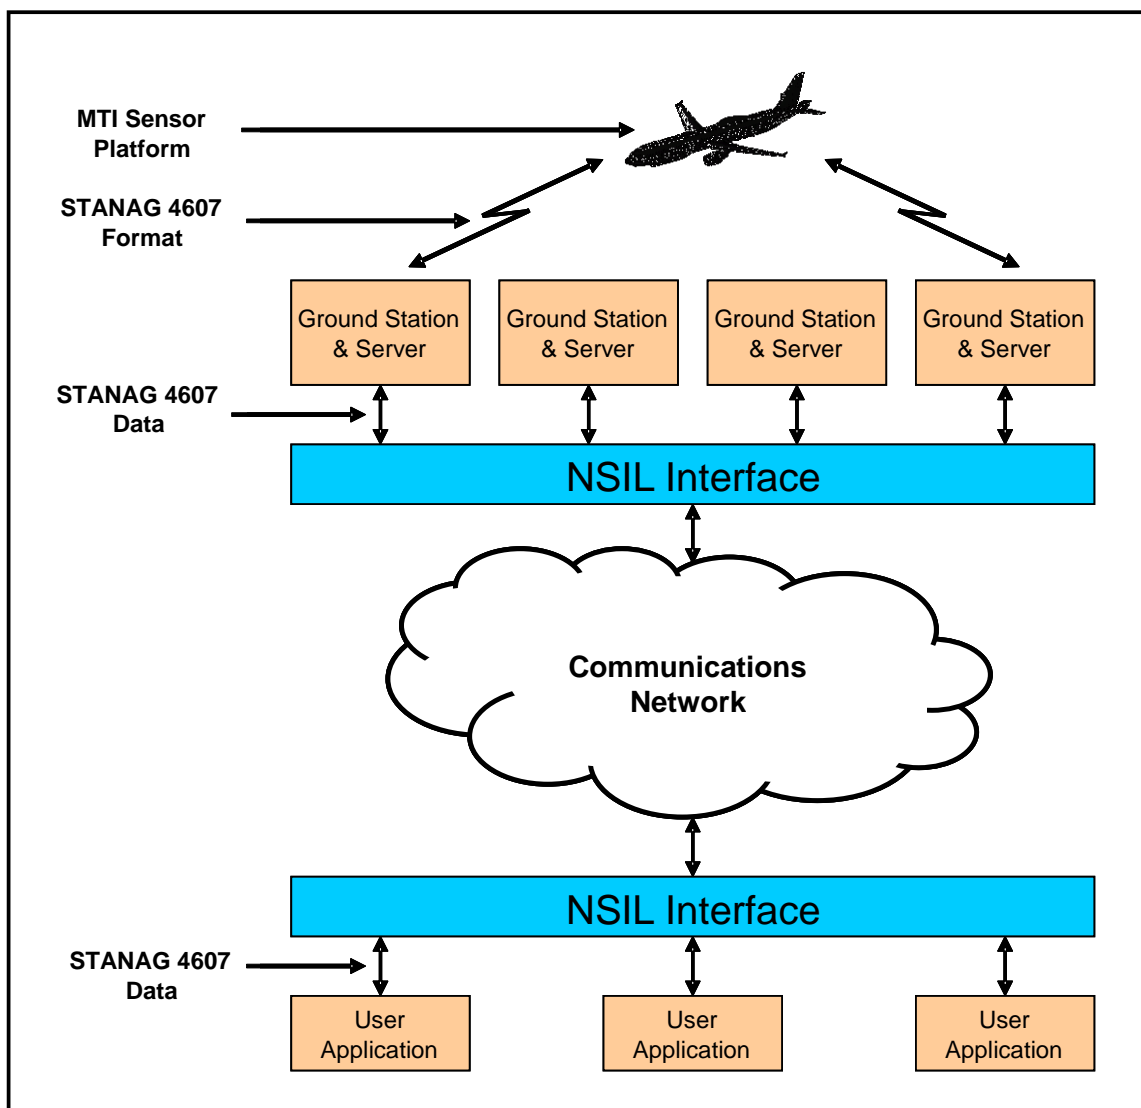 MTI Sensor
Platform
STANAG 4607
Format
Ground Station
& Server
Ground Station
& Server
Ground Station
& Server
Ground Station
& Server
STANAG 4607
Data
NSIL Interface
Communications
Network
NSIL Interface
STANAG 4607
Data
User
Application
User
Application
User
Application